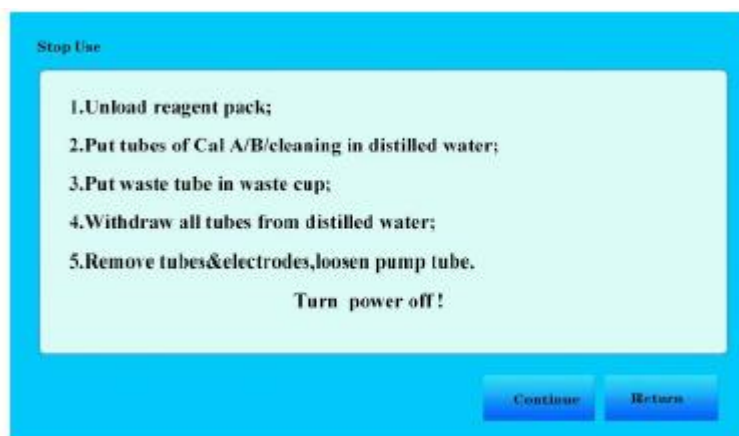 Stop Use
1.Unload reagent pack;
2.Put tubes of Cal A/B/cleaning in distilled water;
3.Put waste tube in waste cup;
4.Withdraw all tubes from distilled water;
5.Remove tubes&electrodes,loosen pump tube.
Turn power off!
Continue Return